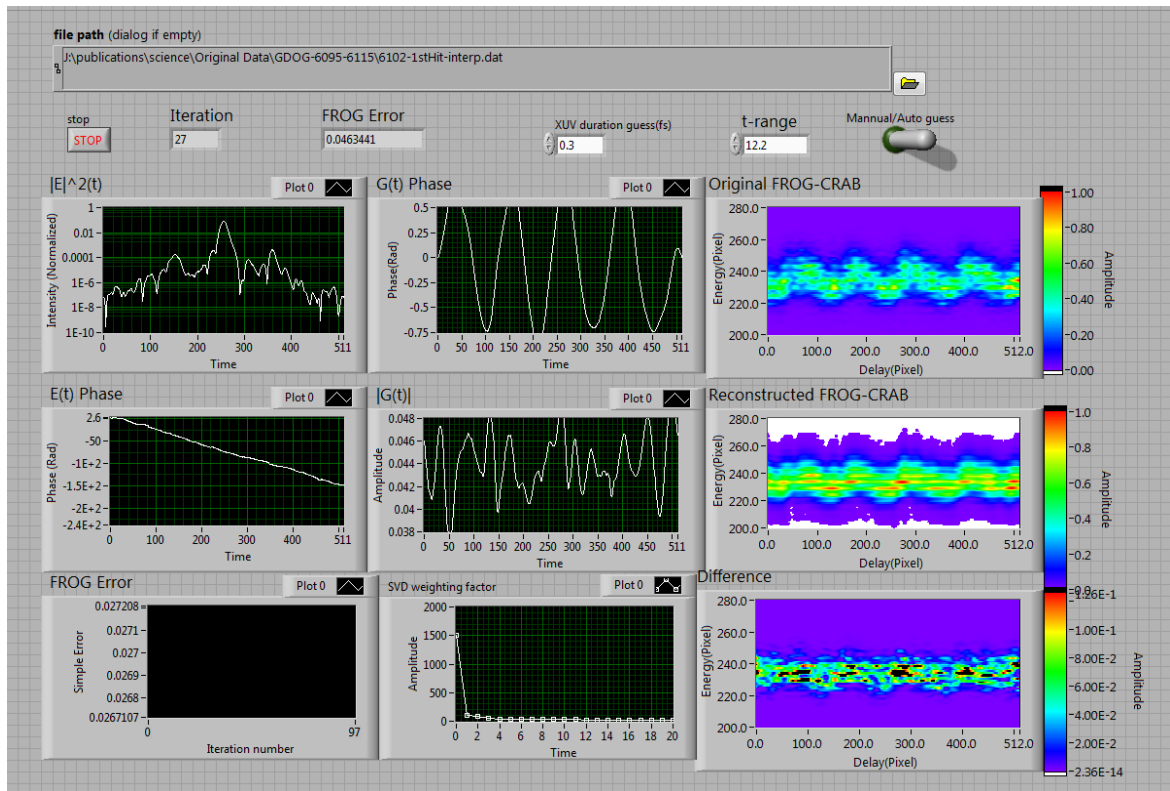 file path (dialog if empty)
J:\publications\science\Original Data\GDOG-6095-6115\6102-1stHit-interp.dat
stop
STOP
Iteration
27
FROG Error
0.0463441
XUV duration guess(fs)
0.3
t-range
12.2
Mannual/Auto guess
|E|^2(t)
Plot 0
Intensity (Normalized)
1
0.01
0.0001
1E-6
1E-8
1E-10
0 100 200 300 400 511
Time
G(t) Phase
Plot 0
Phase(Rad)
0.5
0.25
0
-0.25
-0.5
-0.75
0 50 100 150 200 250 300 350 400 450 511
Time
Original FROG-CRAB
Energy(Pixel)
280.0
260.0
240.0
220.0
200.0
0.0 100.0 200.0 300.0 400.0 512.0
Delay(Pixel)
1.00
0.80
0.60
0.40
0.20
0.00
Amplitude
E(t) Phase
Plot 0
Phase (Rad)
2.6
-50
-1E+2
-1.5E+2
-2E+2
-2.4E+2
0 100 200 300 400 511
Time
|G(t)|
Plot 0
Amplitude
0.048
0.046
0.044
0.042
0.04
0.038
0 50 100 150 200 250 300 350 400 450 511
Time
Reconstructed FROG-CRAB
Energy(Pixel)
280.0
260.0
240.0
220.0
200.0
0.0 100.0 200.0 300.0 400.0 512.0
Delay(Pixel)
1.0
0.8
0.6
0.4
0.2
0.0
Amplitude
FROG Error
Plot 0
Simple Error
0.027208
0.0271
0.027
0.0269
0.0268
0.0267107
0 97
Iteration number
SVD weighting factor
Plot 0
Amplitude
2000
1500
1000
500
0
0 2 4 6 8 10 12 14 16 18 20
Time
Difference
Energy(Pixel)
280.0
260.0
240.0
220.0
200.0
0.0 100.0 200.0 300.0 400.0 512.0
Delay(Pixel)
1.00E-1
8.00E-2
6.00E-2
4.00E-2
2.00E-2
2.36E-14
Amplitude